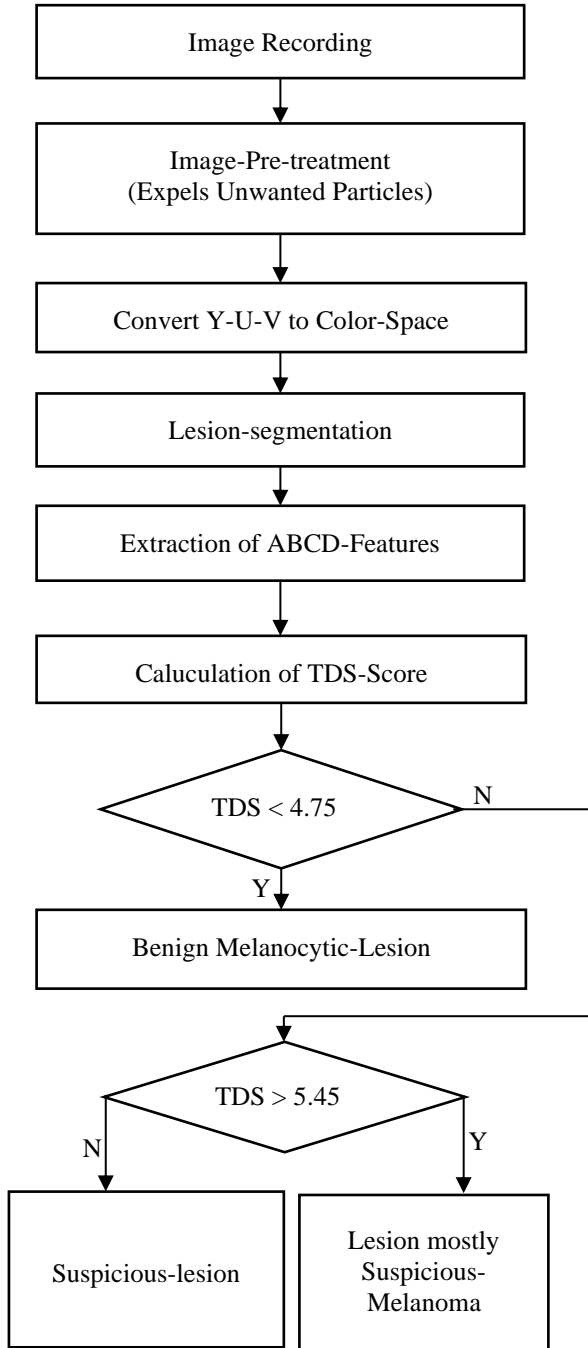 Image Recording
Image-Pre-treatment
(Expels Unwanted Particles)
Convert Y-U-V to Color-Space
Lesion-segmentation
Extraction of ABCD-Features
Caluculation of TDS-Score
TDS < 4.75
N
Y
Benign Melanocytic-Lesion
TDS > 5.45
N
Y
Suspicious-lesion
Lesion mostly
Suspicious-
Melanoma